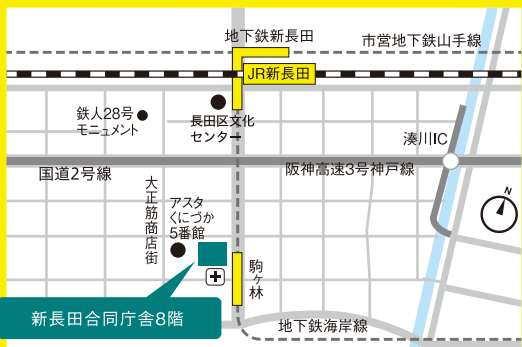 地下鉄新長田
市営地下鉄山手線
JR新長田
鉄人28号
モニュメント
長田区文化
センター
湊川IC
国道2号線
阪神高速3号神戸線
N
大正筋商店街
アスタ
くにづか
5番館
駒ヶ林
新長田合同庁舎8階
地下鉄海岸線